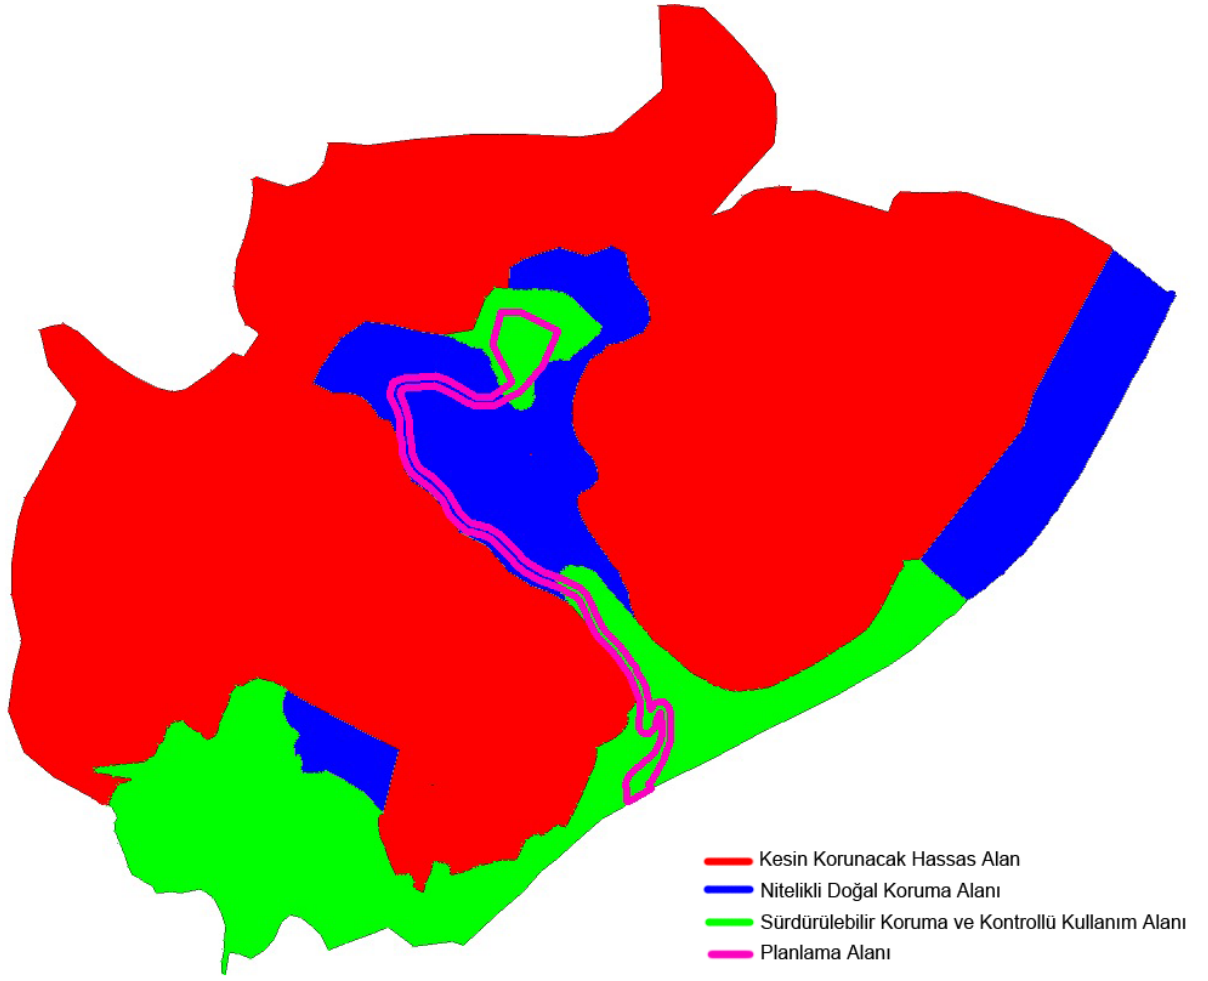 Kesin Korunacak Hassas Alan
Nitelikli Doğal Koruma Alanı
Sürdürülebilir Koruma ve Kontrollü Kullanım Alanı
Planlama Alanı